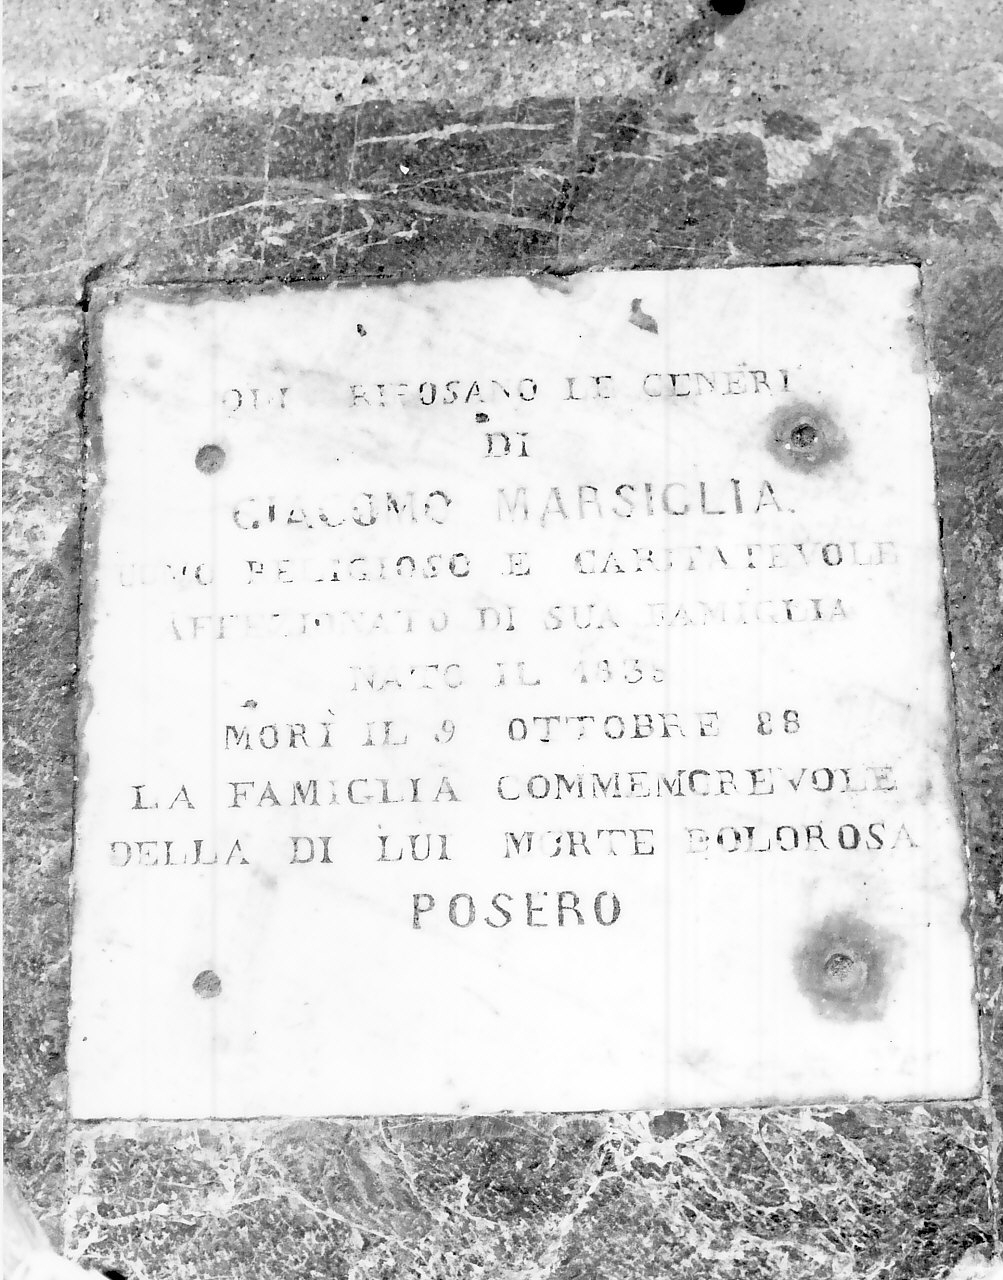 QUI RIPOSANO LE CENERI
DI
GIACOMO MARSIGLIA.
UOMO RELIGIOSO E CARITATEVOLE
AFFEZIONATO DI SUA FAMIGLIA
NATO IL
MORÌ IL 9 OTTOBRE 88
LA FAMIGLIA COMMEMOREVOLE
DELLA DI LUI MORTE DOLOROSA
POSERO